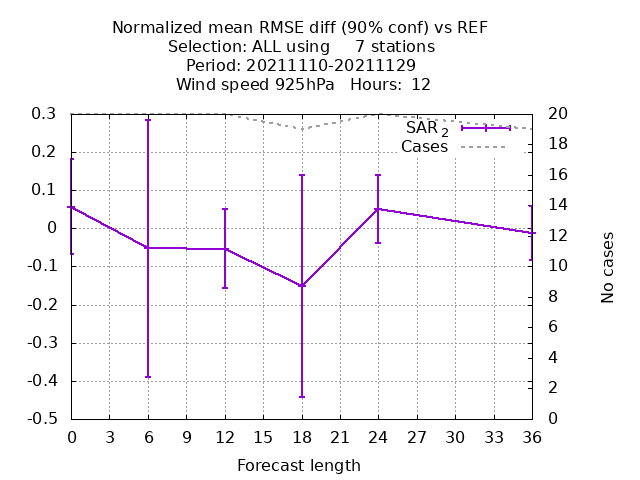 Normalized mean RMSE diff (90% conf) vs REF
Selection: ALL using     7 stations
Period: 20211110-20211129
Wind speed 925hPa   Hours:  12
SAR 2
Cases
0.3
0.2
0.1
0
-0.1
-0.2
-0.3
-0.4
-0.5
20
18
16
14
12
10
8
6
4
2
0
No cases
0 3 6 9 12 15 18 21 24 27 30 33 36
Forecast length